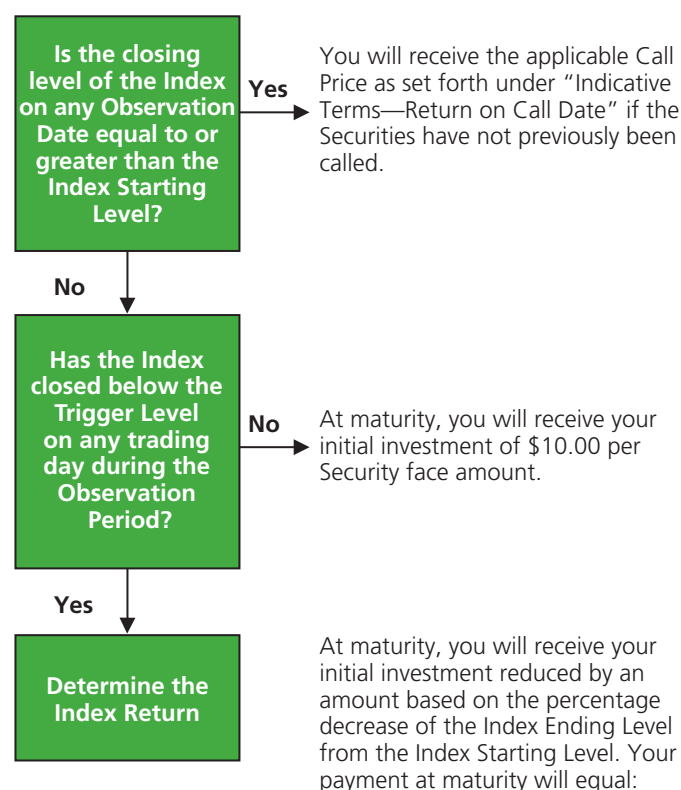 Is the closing
level of the Index
on any Observation
Date equal to or
greater than the
Index Starting
Level?
Yes
You will receive the applicable Call
Price as set forth under “Indicative
Terms—Return on Call Date” if the
Securities have not previously been
called.
No
Has the Index
closed below the
Trigger Level
on any trading
day during the
Observation
Period?
No
At maturity, you will receive your
initial investment of $10.00 per
Security face amount.
Yes
Determine the
Index Return
At maturity, you will receive your
initial investment reduced by an
amount based on the percentage
decrease of the Index Ending Level
from the Index Starting Level. Your
payment at maturity will equal: